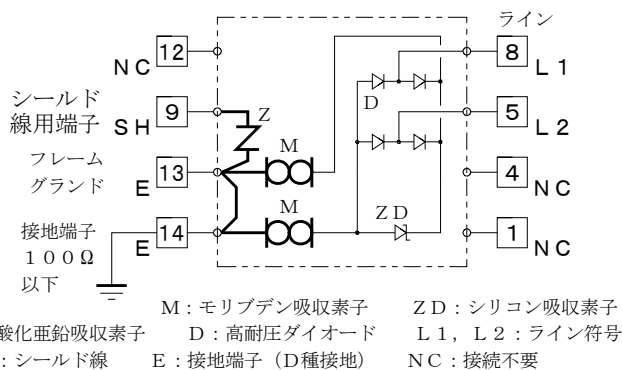 ライン
NC 12
8 L1
シールド
線用端子 SH 9
Z
D
5 L2
フレーム
グランド E 13
M
4 NC
接地端子
100Ω
以下
E 14
M
ZD
1 NC
M:モリブデン吸収素子 ZD:シリコン吸収素子
酸化亜鉛吸収素子 D:高耐圧ダイオード L1,L2:ライン符号
:シールド線 E:接地端子(D種接地) NC:接続不要